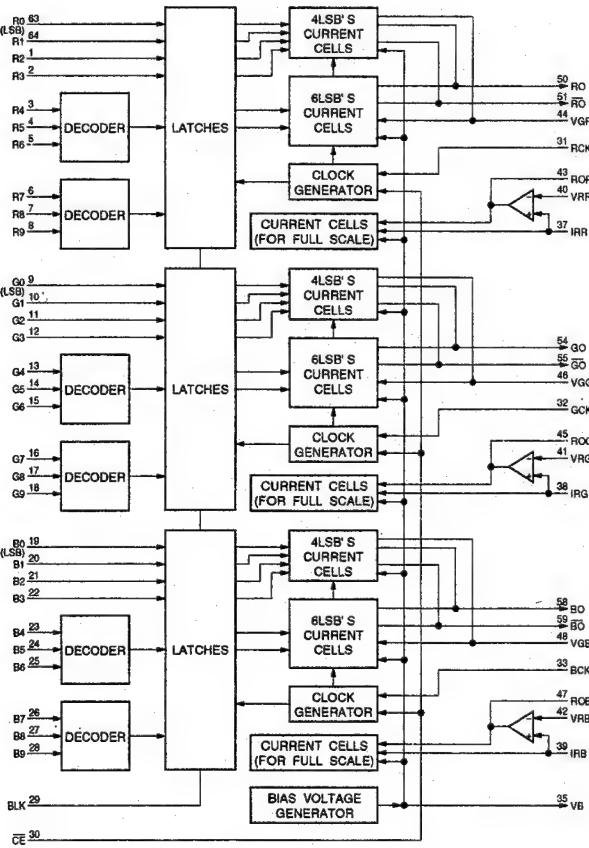 R0 63
(LSB)
R1 64
R2 1
R3 2
R4 3
R5 4
R6 5
DECODER
R7 6
R8 7
R9 8
DECODER
LATCHES
4LSB'S
CURRENT
CELLS
6LSB'S
CURRENT
CELLS
CLOCK
GENERATOR
CURRENT CELLS
(FOR FULL SCALE)
50 RO
51 RO
44 VGR
31 RCK
43 ROR
40 VRR
37 IRR
G0 9
(LSB)
G1 10
G2 11
G3 12
G4 13
G5 14
G6 15
DECODER
G7 16
G8 17
G9 18
DECODER
LATCHES
4LSB'S
CURRENT
CELLS
6LSB'S
CURRENT
CELLS
CLOCK
GENERATOR
CURRENT CELLS
(FOR FULL SCALE)
54 GO
55 GO
46 VGG
32 GCK
45 ROG
41 VRG
38 IRG
B0 19
(LSB)
B1 20
B2 21
B3 22
B4 23
B5 24
B6 25
DECODER
B7 26
B8 27
B9 28
DECODER
LATCHES
4LSB'S
CURRENT
CELLS
6LSB'S
CURRENT
CELLS
CLOCK
GENERATOR
CURRENT CELLS
(FOR FULL SCALE)
58 BO
59 BO
48 VGB
33 BCK
47 ROB
42 VRB
39 IRB
BLK 29
BIAS VOLTAGE
GENERATOR
35 VB
CE 30